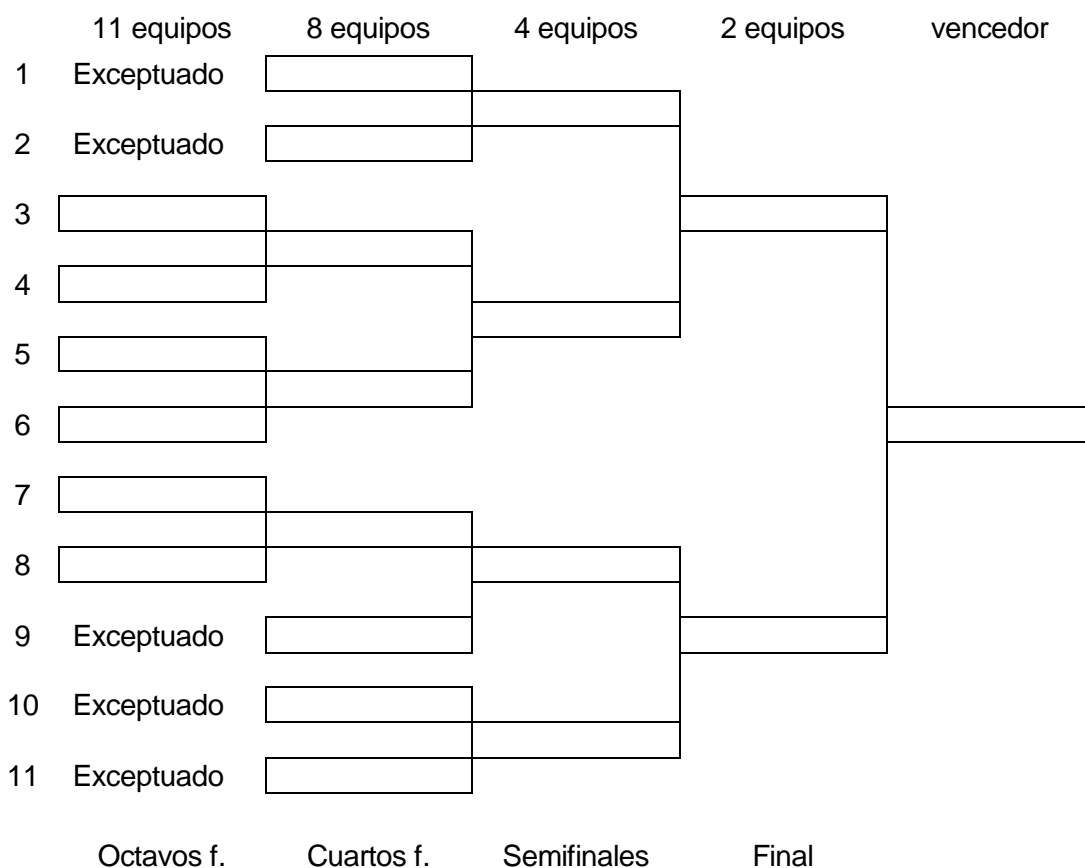 11 equipos 8 equipos 4 equipos 2 equipos vencedor
1 Exceptuado
2 Exceptuado
3
4
5
6
7
8
9 Exceptuado
10 Exceptuado
11 Exceptuado
Octavos f. Cuartos f. Semifinales Final